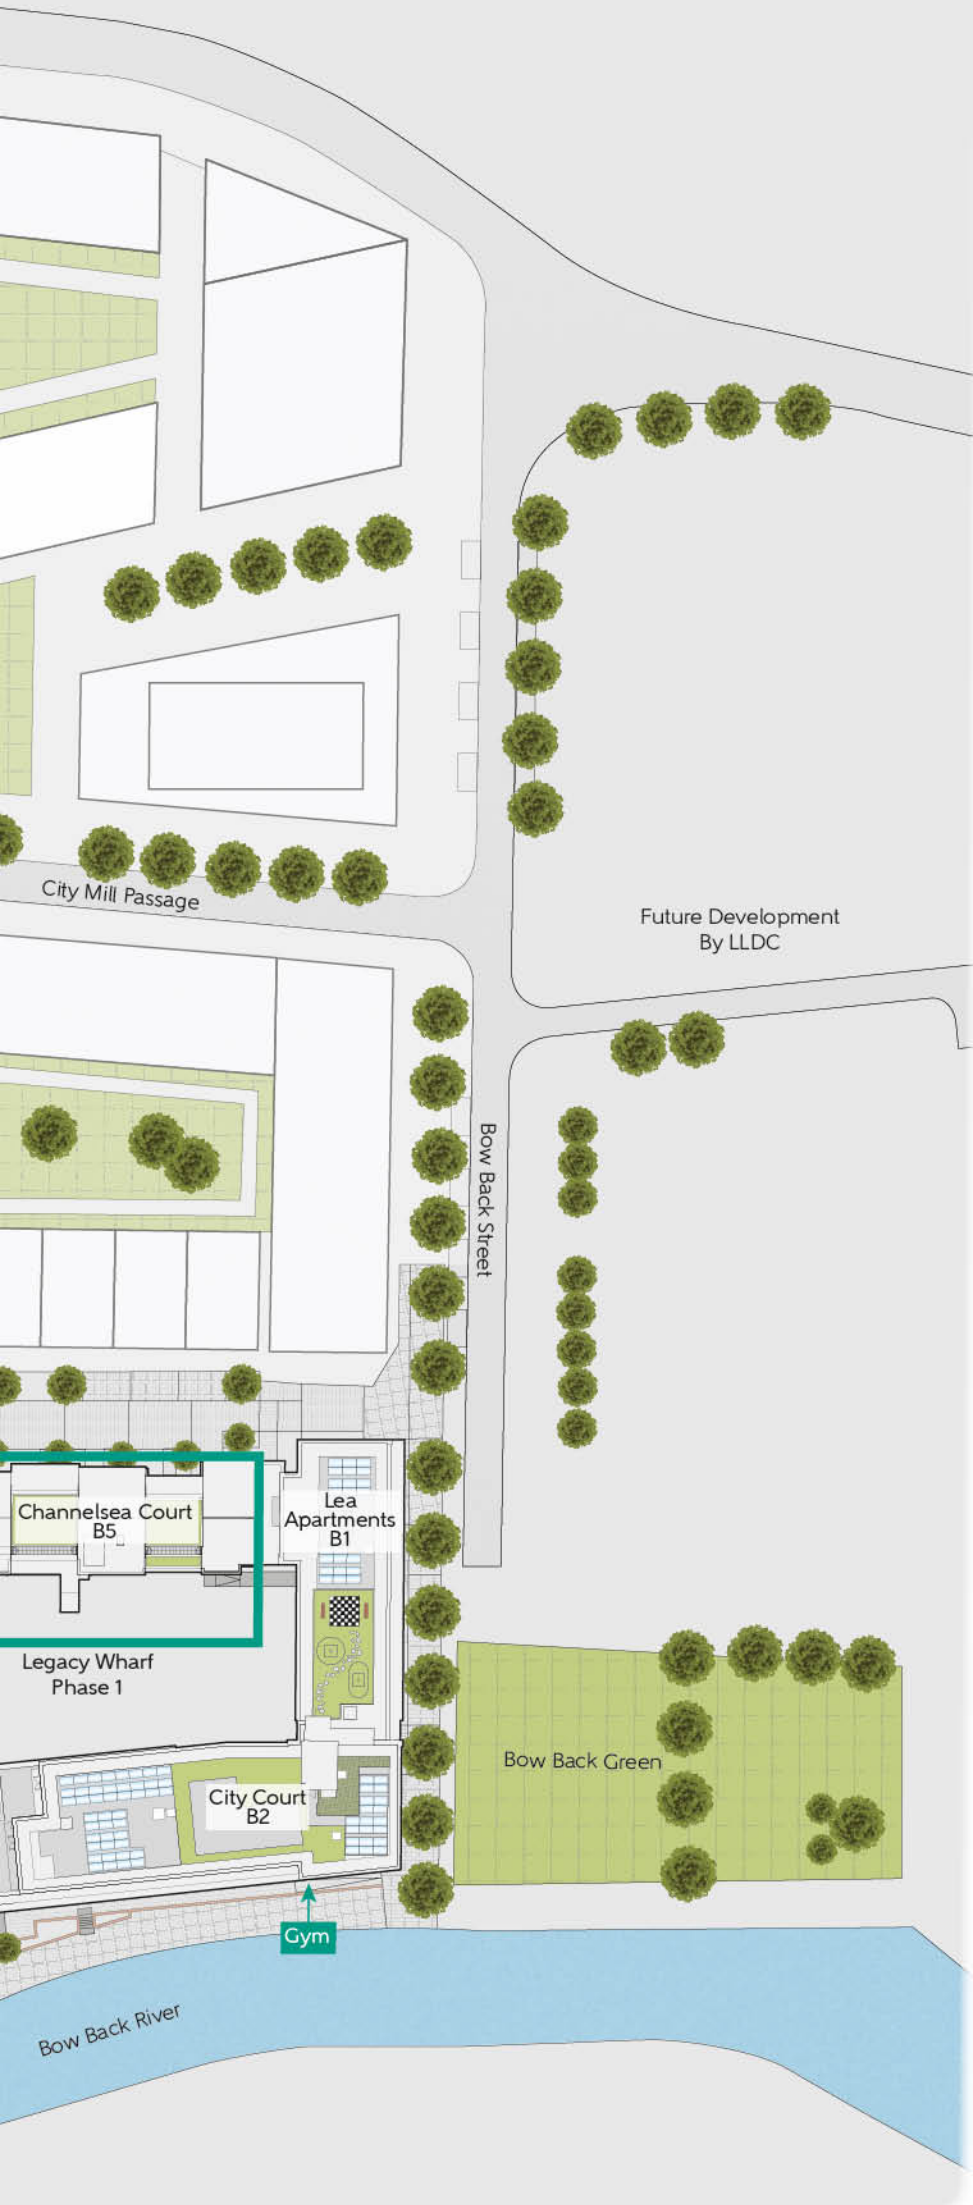 City Mill Passage
Future Development
By LLDC
Bow Back Street
Channelsea Court
B5
Lea
Apartments
B1
Legacy Wharf
Phase 1
Bow Back Green
City Court
B2
Gym
Bow Back River